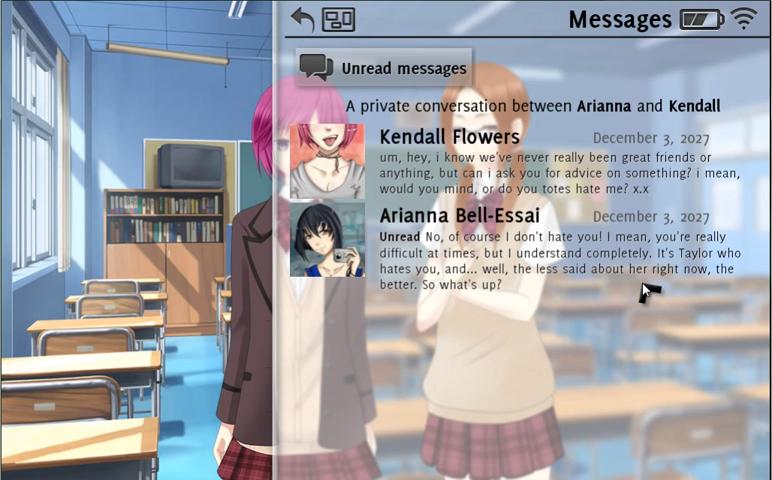 Messages
Unread messages
A private conversation between Arianna and Kendall
Kendall Flowers
December 3, 2027
um, hey, i know we've never really been great friends or
anything, but can i ask you for advice on something? i mean,
would you mind, or do you totes hate me? x.x
Arianna Bell-Essai
December 3, 2027
Unread No, of course I don't hate you! I mean, you're really
difficult at times, but I understand completely. It's Taylor who
hates you, and... well, the less said about her right now, the
better. So what's up?